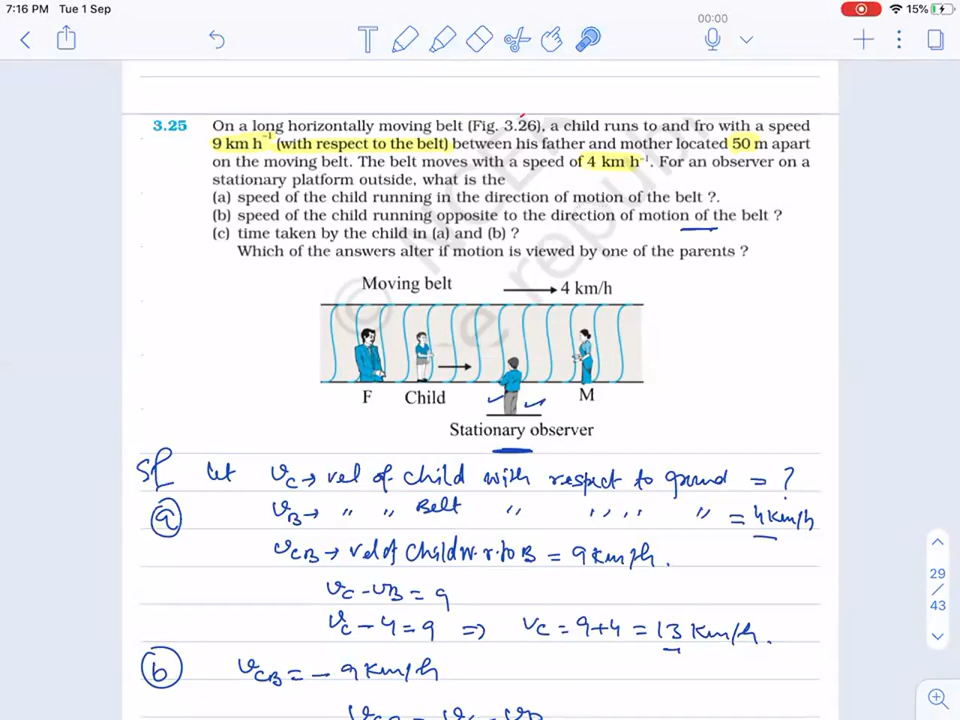 7:16 PM Tue 1 Sep
15%
00:00
3.25 On a long horizontally moving belt (Fig. 3.26), a child runs to and fro with a speed
9 km h⁻¹ (with respect to the belt) between his father and mother located 50 m apart
on the moving belt. The belt moves with a speed of 4 km h⁻¹. For an observer on a
stationary platform outside, what is the
(a) speed of the child running in the direction of motion of the belt ?.
(b) speed of the child running opposite to the direction of motion of the belt ?
(c) time taken by the child in (a) and (b) ?
Which of the answers alter if motion is viewed by one of the parents ?
Moving belt 4 km/h
F Child M
Stationary observer
Sol Let v_C → vel of child with respect to ground = ?
(a) v_B → " " Belt " " " " = 4 km/h
v_CB → vel of Child w.r.to B = 9 km/h.
v_C - v_B = 9
v_C - 4 = 9 ⇒ v_C = 9+4 = 13 km/h.
(b) v_CB = - 9 km/h
29
/
43